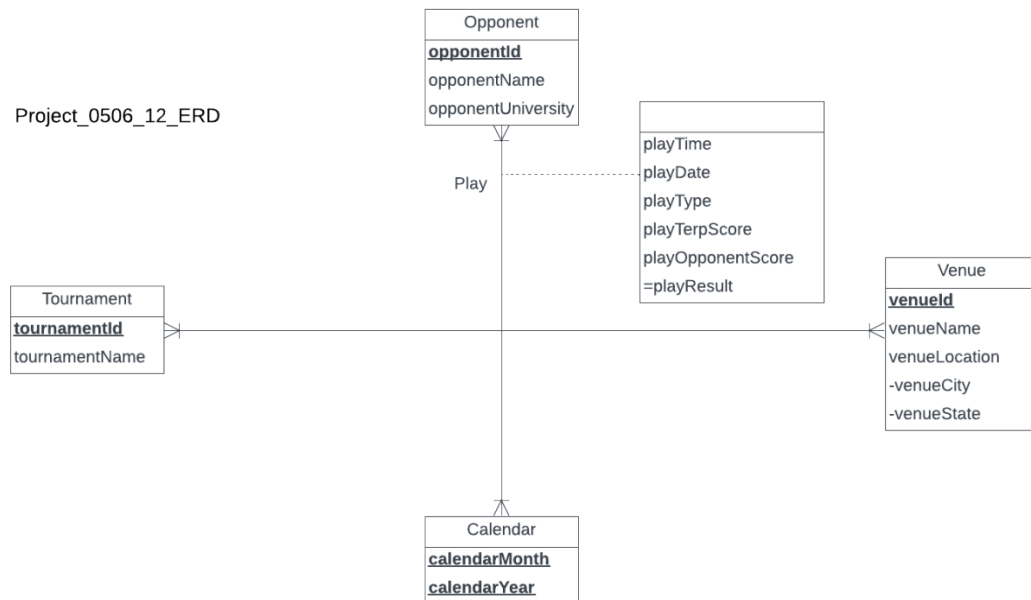 Opponent
opponentId
opponentName
opponentUniversity
Project_0506_12_ERD
playTime
playDate
playType
playTerpScore
playOpponentScore
=playResult
Play
Tournament
tournamentId
tournamentName
Venue
venueId
venueName
venueLocation
-venueCity
-venueState
Calendar
calendarMonth
calendarYear